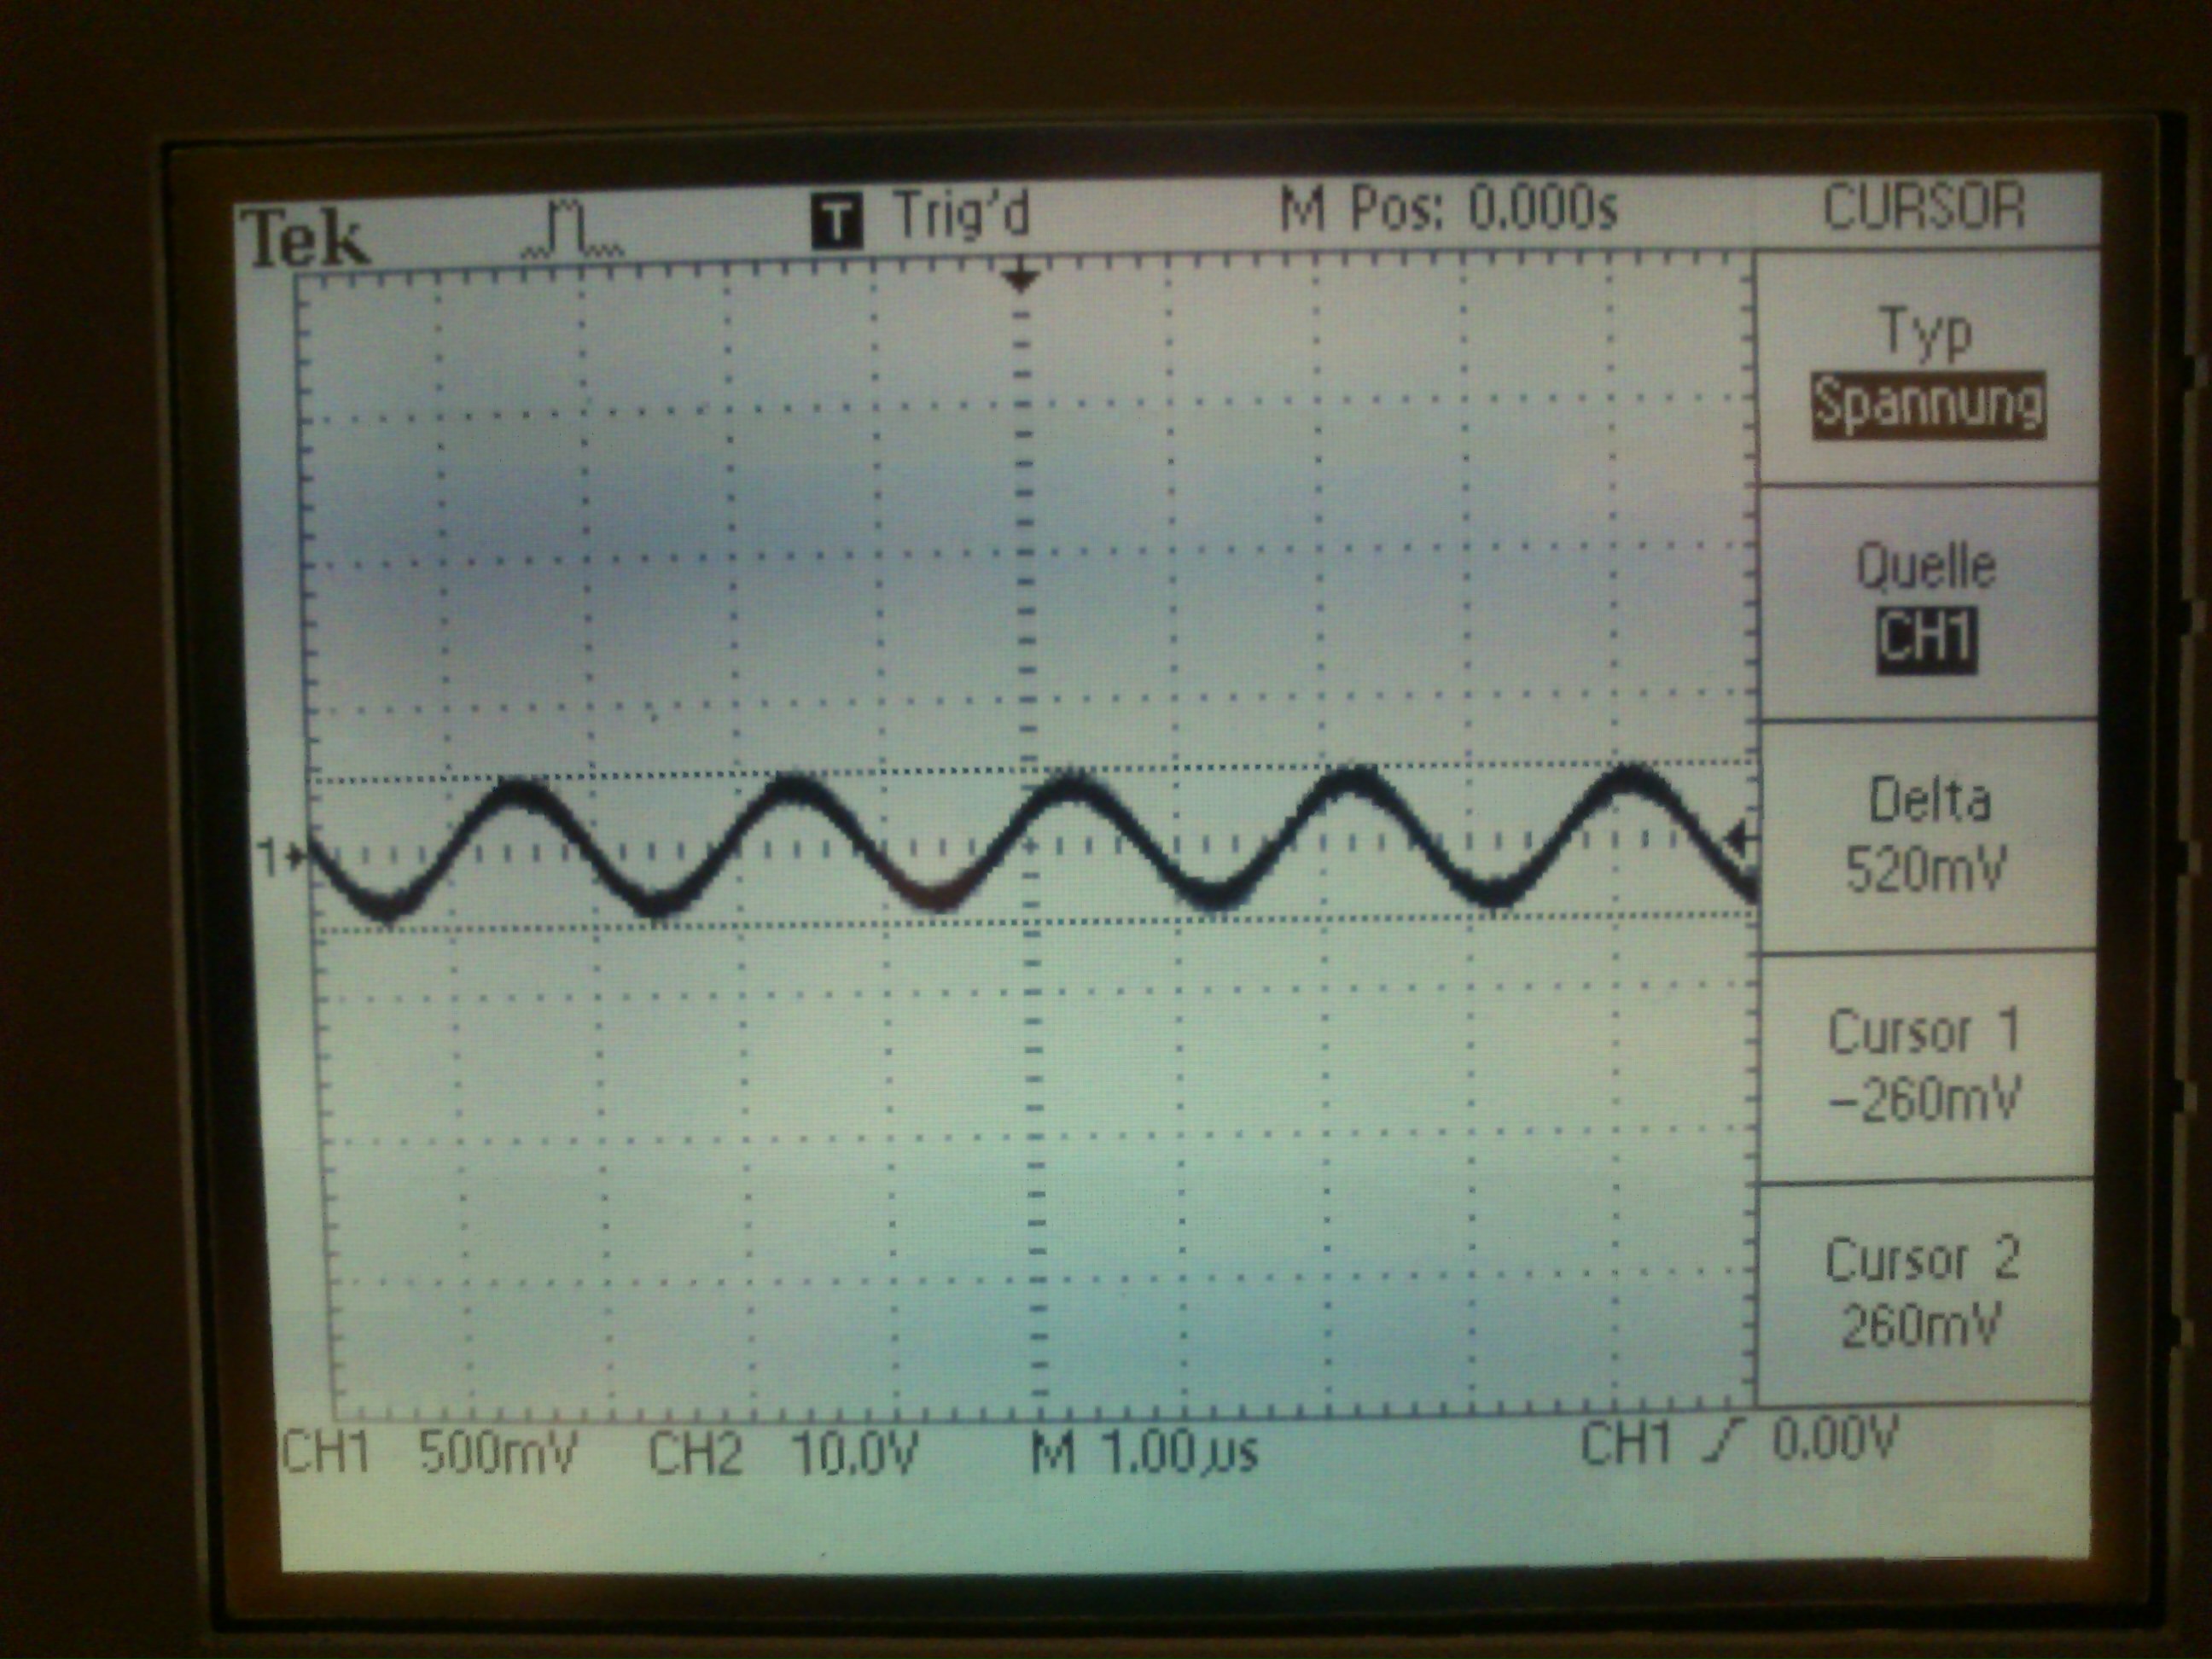 Tek T Trig'd M Pos: 0.000s CURSOR
Typ
Spannung
Quelle
CH1
Delta
520mV
Cursor 1
-260mV
Cursor 2
260mV
1
CH1 500mV CH2 10.0V M 1.00µs CH1 0.00V